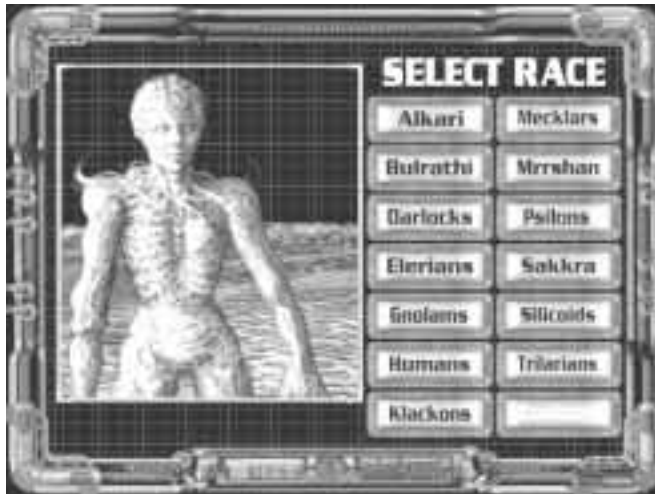 SELECT RACE
Alkari
Mecklars
Bulrathi
Mrrshan
Darlocks
Psilons
Elerians
Sakkra
Gnolams
Silicoids
Humans
Trilarians
Klackons